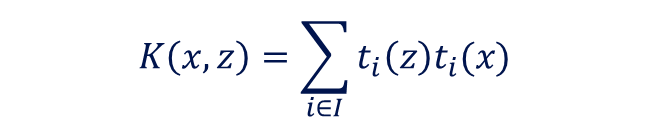 K(x, z) = ∑_{i∈I} t_i(z)t_i(x)